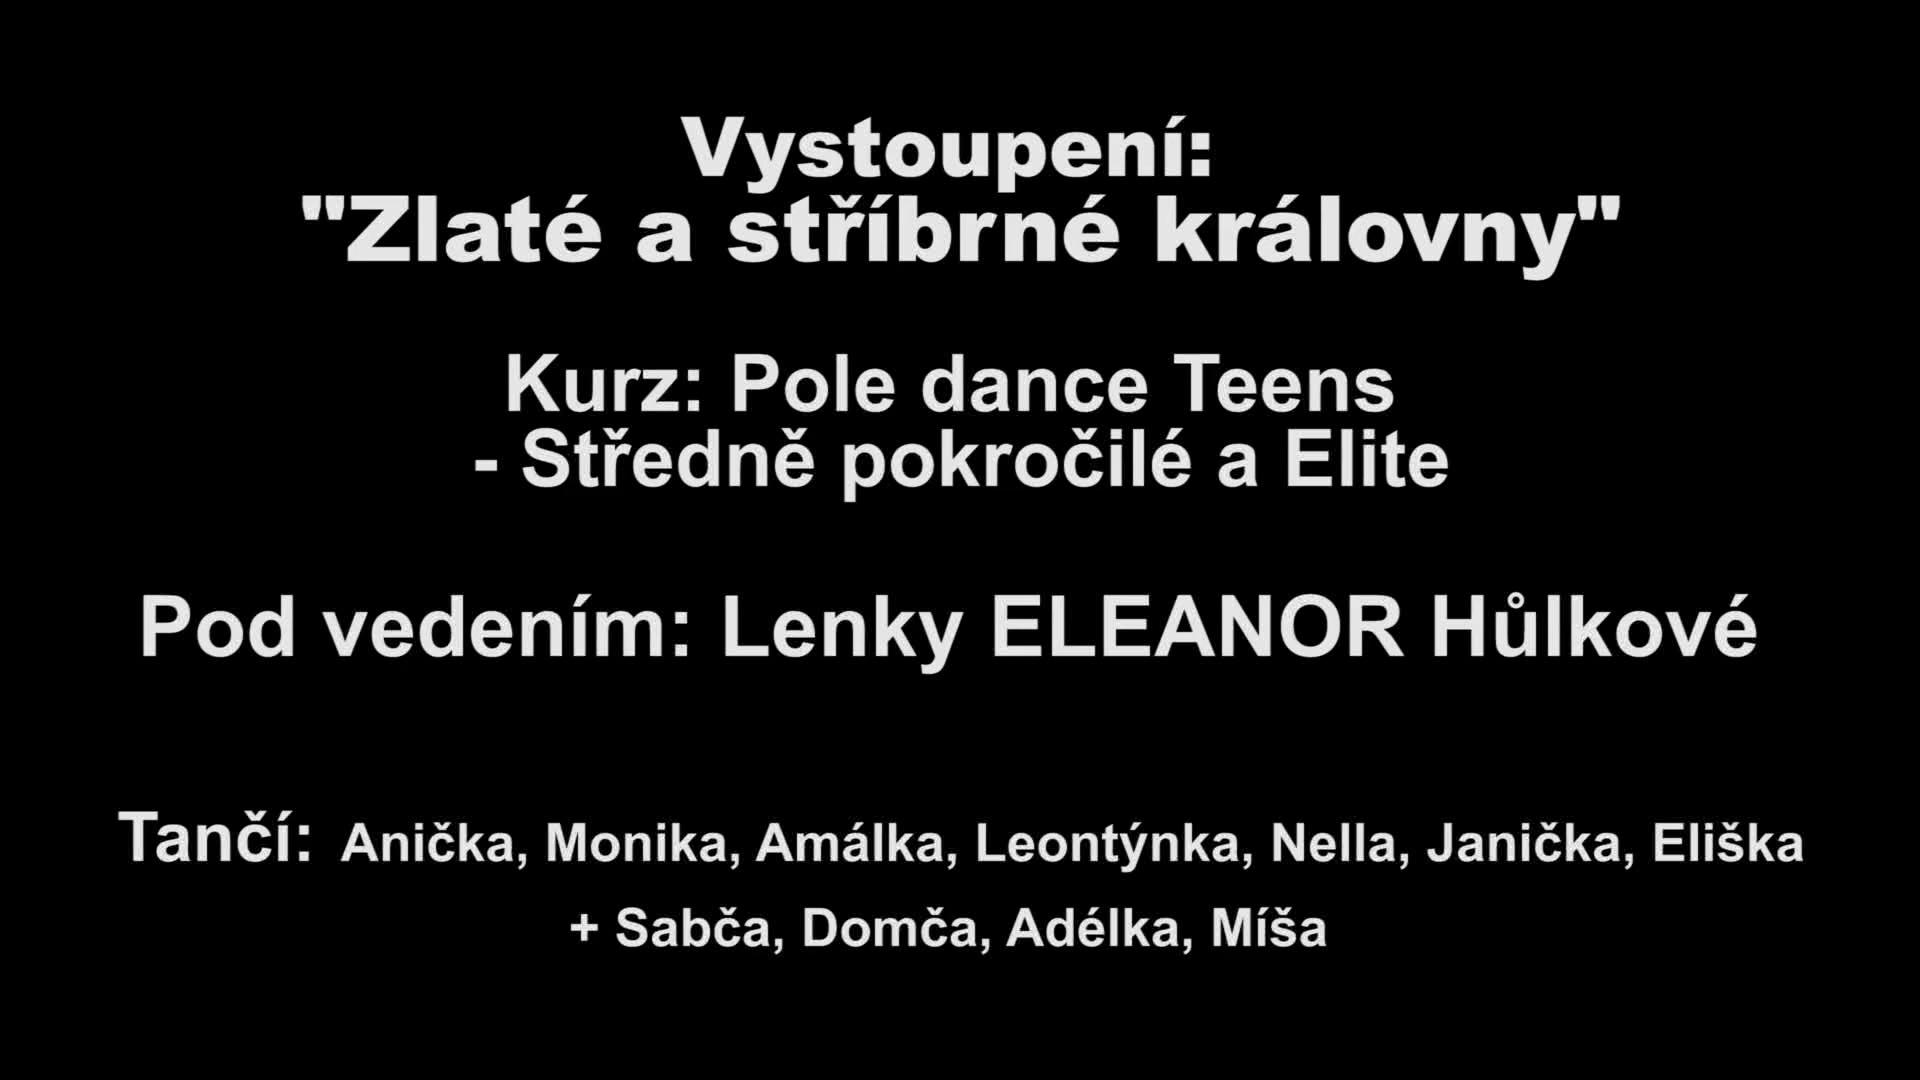 Vystoupení:
"Zlaté a stříbrné královny"
Kurz: Pole dance Teens
- Středně pokročilé a Elite
Pod vedením: Lenky ELEANOR Hůlkové
Tančí: Anička, Monika, Amálka, Leontýnka, Nella, Janička, Eliška
+ Sabča, Domča, Adélka, Míša